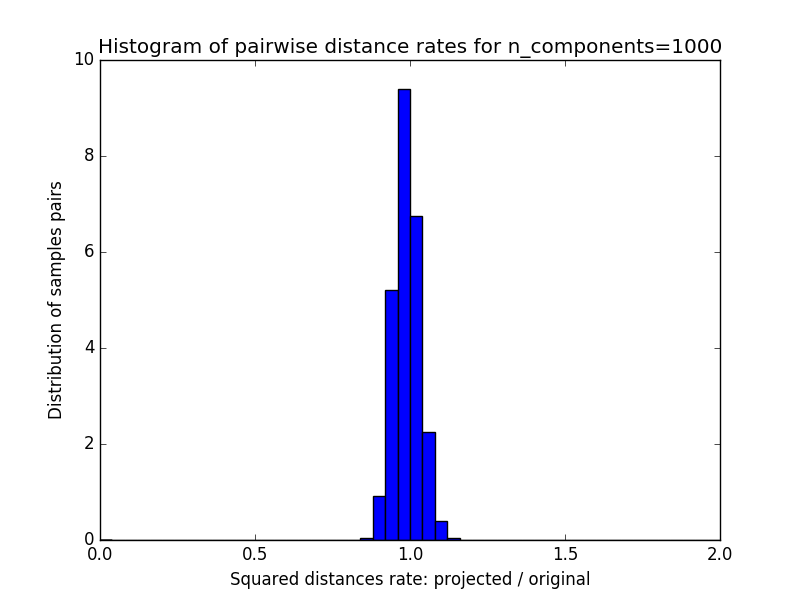 Histogram of pairwise distance rates for n_components=1000
10
8
6
4
2
0
Distribution of samples pairs
0.0 0.5 1.0 1.5 2.0
Squared distances rate: projected / original